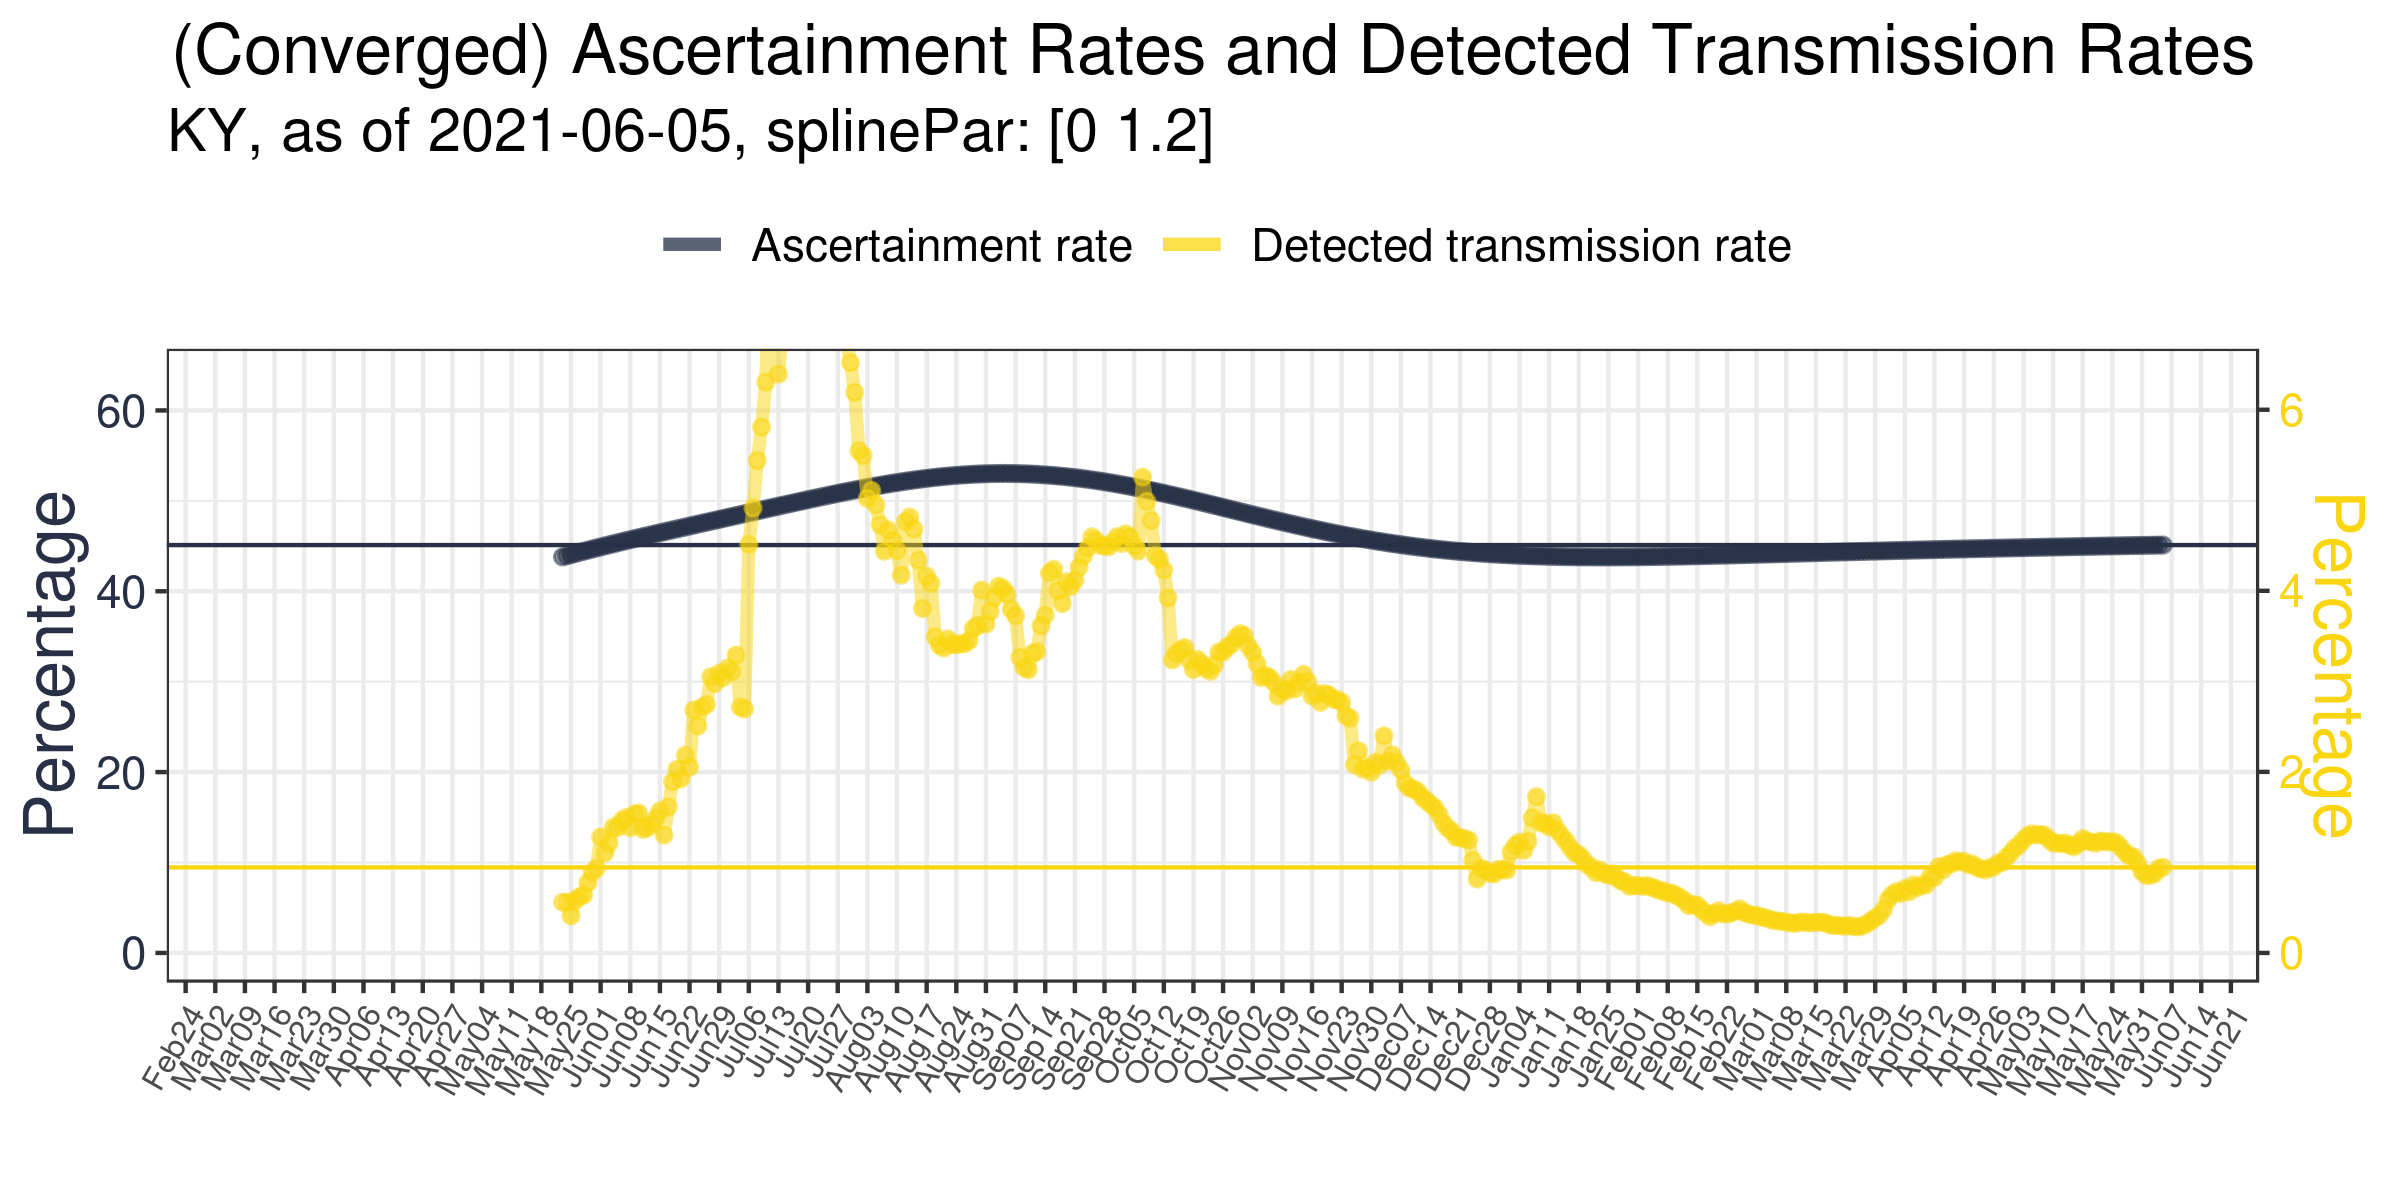 (Converged) Ascertainment Rates and Detected Transmission Rates
KY, as of 2021-06-05, splinePar: [0 1.2]
Ascertainment rate Detected transmission rate
Percentage
60
40
20
0
6
4
2
0
Percentage
Feb24 Mar02 Mar09 Mar16 Mar23 Mar30 Apr06 Apr13 Apr20 Apr27 May04 May11 May18 May25 Jun01 Jun08 Jun15 Jun22 Jun29 Jul06 Jul13 Jul20 Jul27 Aug03 Aug10 Aug17 Aug24 Aug31 Sep07 Sep14 Sep21 Sep28 Oct05 Oct12 Oct19 Oct26 Nov02 Nov09 Nov16 Nov23 Nov30 Dec07 Dec14 Dec21 Dec28 Jan04 Jan11 Jan18 Jan25 Feb01 Feb08 Feb15 Feb22 Mar01 Mar08 Mar15 Mar22 Mar29 Apr05 Apr12 Apr19 Apr26 May03 May10 May17 May24 May31 Jun07 Jun14 Jun21